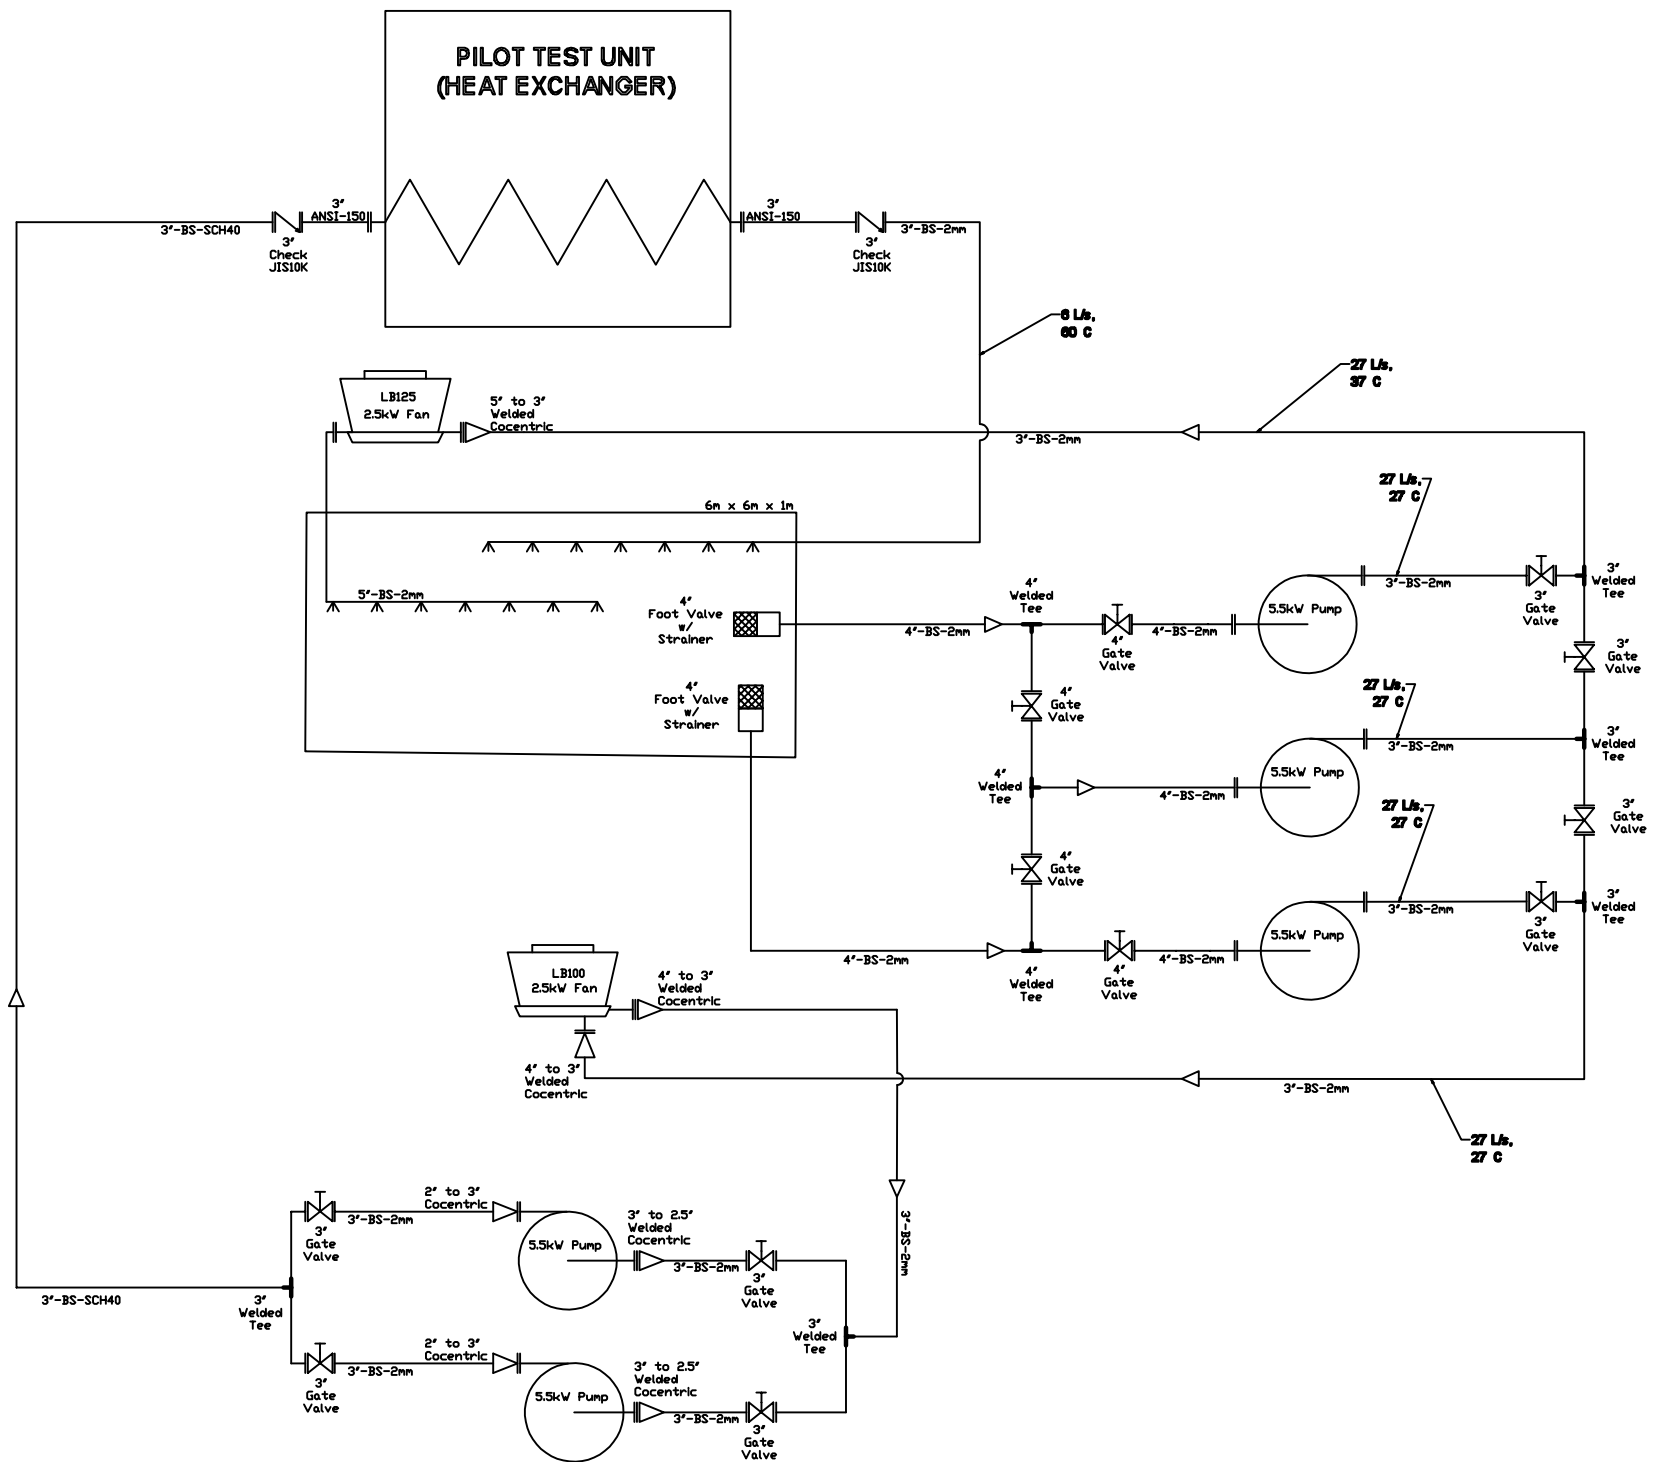 PILOT TEST UNIT
(HEAT EXCHANGER)
3"-BS-SCH40
3"
Check
JIS10K
3"
ANSI-150
3"
ANSI-150
3"
Check
JIS10K
3"-BS-2mm
6 L/s,
60 C
27 L/s,
37 C
LB125
2.5kW Fan
5" to 3"
Welded
Cocentric
3"-BS-2mm
6m x 6m x 1m
5"-BS-2mm
4"
Foot Valve
w/
Strainer
4"
Foot Valve
w/
Strainer
4"-BS-2mm
4"
Welded
Tee
4"
Gate
Valve
4"-BS-2mm
5.5kW Pump
27 L/s,
27 C
3"-BS-2mm
3"
Gate
Valve
3"
Welded
Tee
3"
Gate
Valve
4"
Gate
Valve
4"
Welded
Tee
4"-BS-2mm
5.5kW Pump
27 L/s,
27 C
3"-BS-2mm
3"
Welded
Tee
3"
Gate
Valve
4"
Gate
Valve
27 L/s,
27 C
4"-BS-2mm
4"
Welded
Tee
4"
Gate
Valve
4"-BS-2mm
5.5kW Pump
3"-BS-2mm
3"
Gate
Valve
3"
Welded
Tee
LB100
2.5kW Fan
4" to 3"
Welded
Cocentric
4" to 3"
Welded
Cocentric
3"-BS-2mm
27 L/s,
27 C
3"-BS-2mm
3"
Gate
Valve
3"-BS-2mm
2" to 3"
Cocentric
5.5kW Pump
3" to 2.5"
Welded
Cocentric
3"-BS-2mm
3"
Gate
Valve
3"-BS-SCH40
3"
Welded
Tee
3"
Welded
Tee
3"
Gate
Valve
3"-BS-2mm
2" to 3"
Cocentric
5.5kW Pump
3" to 2.5"
Welded
Cocentric
3"-BS-2mm
3"
Gate
Valve